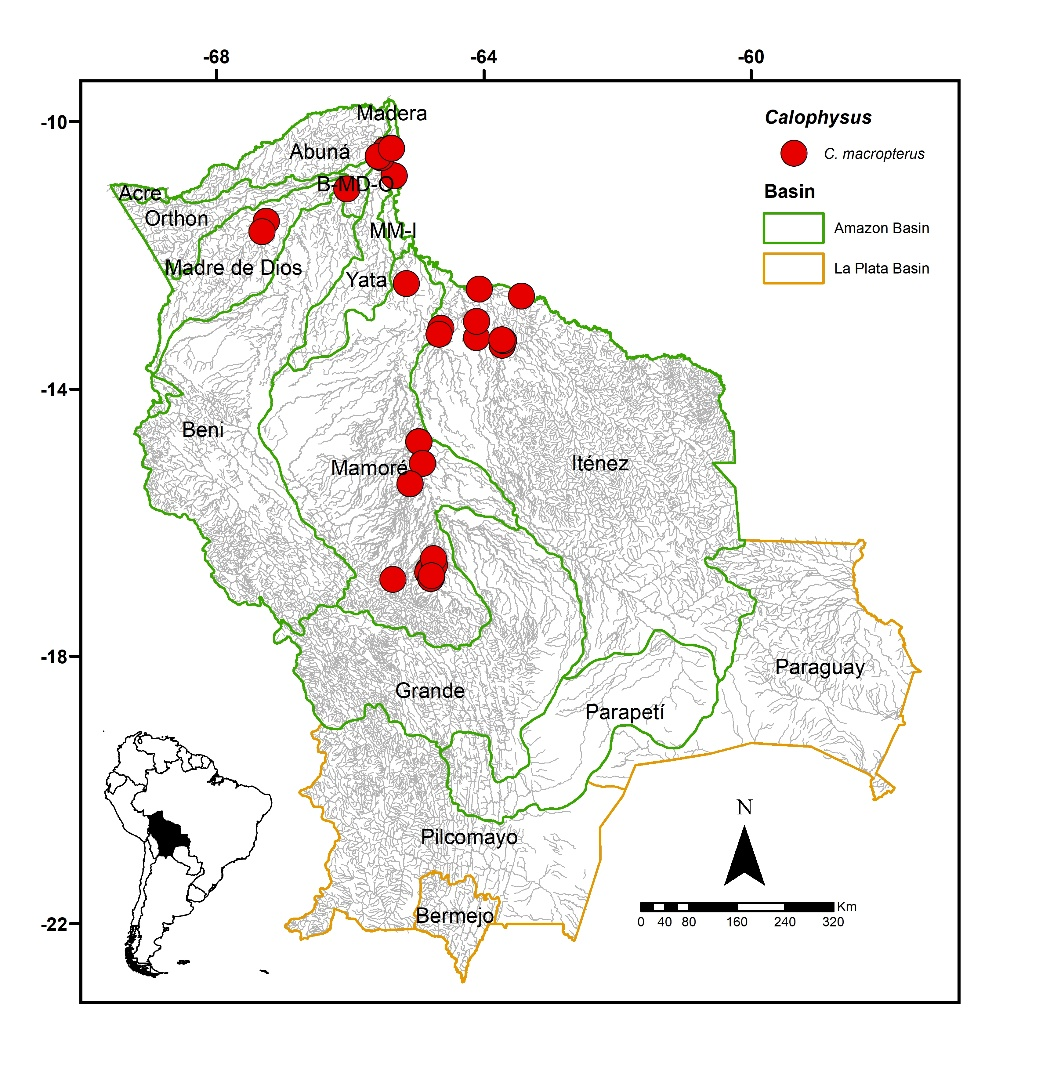 -68 -64 -60
-10
-14
-18
-22
Calophysus
C. macropterus
Basin
Amazon Basin
La Plata Basin
Madera
Abuná
B-MD-O
Acre
Orthon
MM-I
Madre de Dios
Yata
Beni
Mamoré
Iténez
Grande
Paraguay
Parapetí
Pilcomayo
Bermejo
N
Km
0 40 80 160 240 320